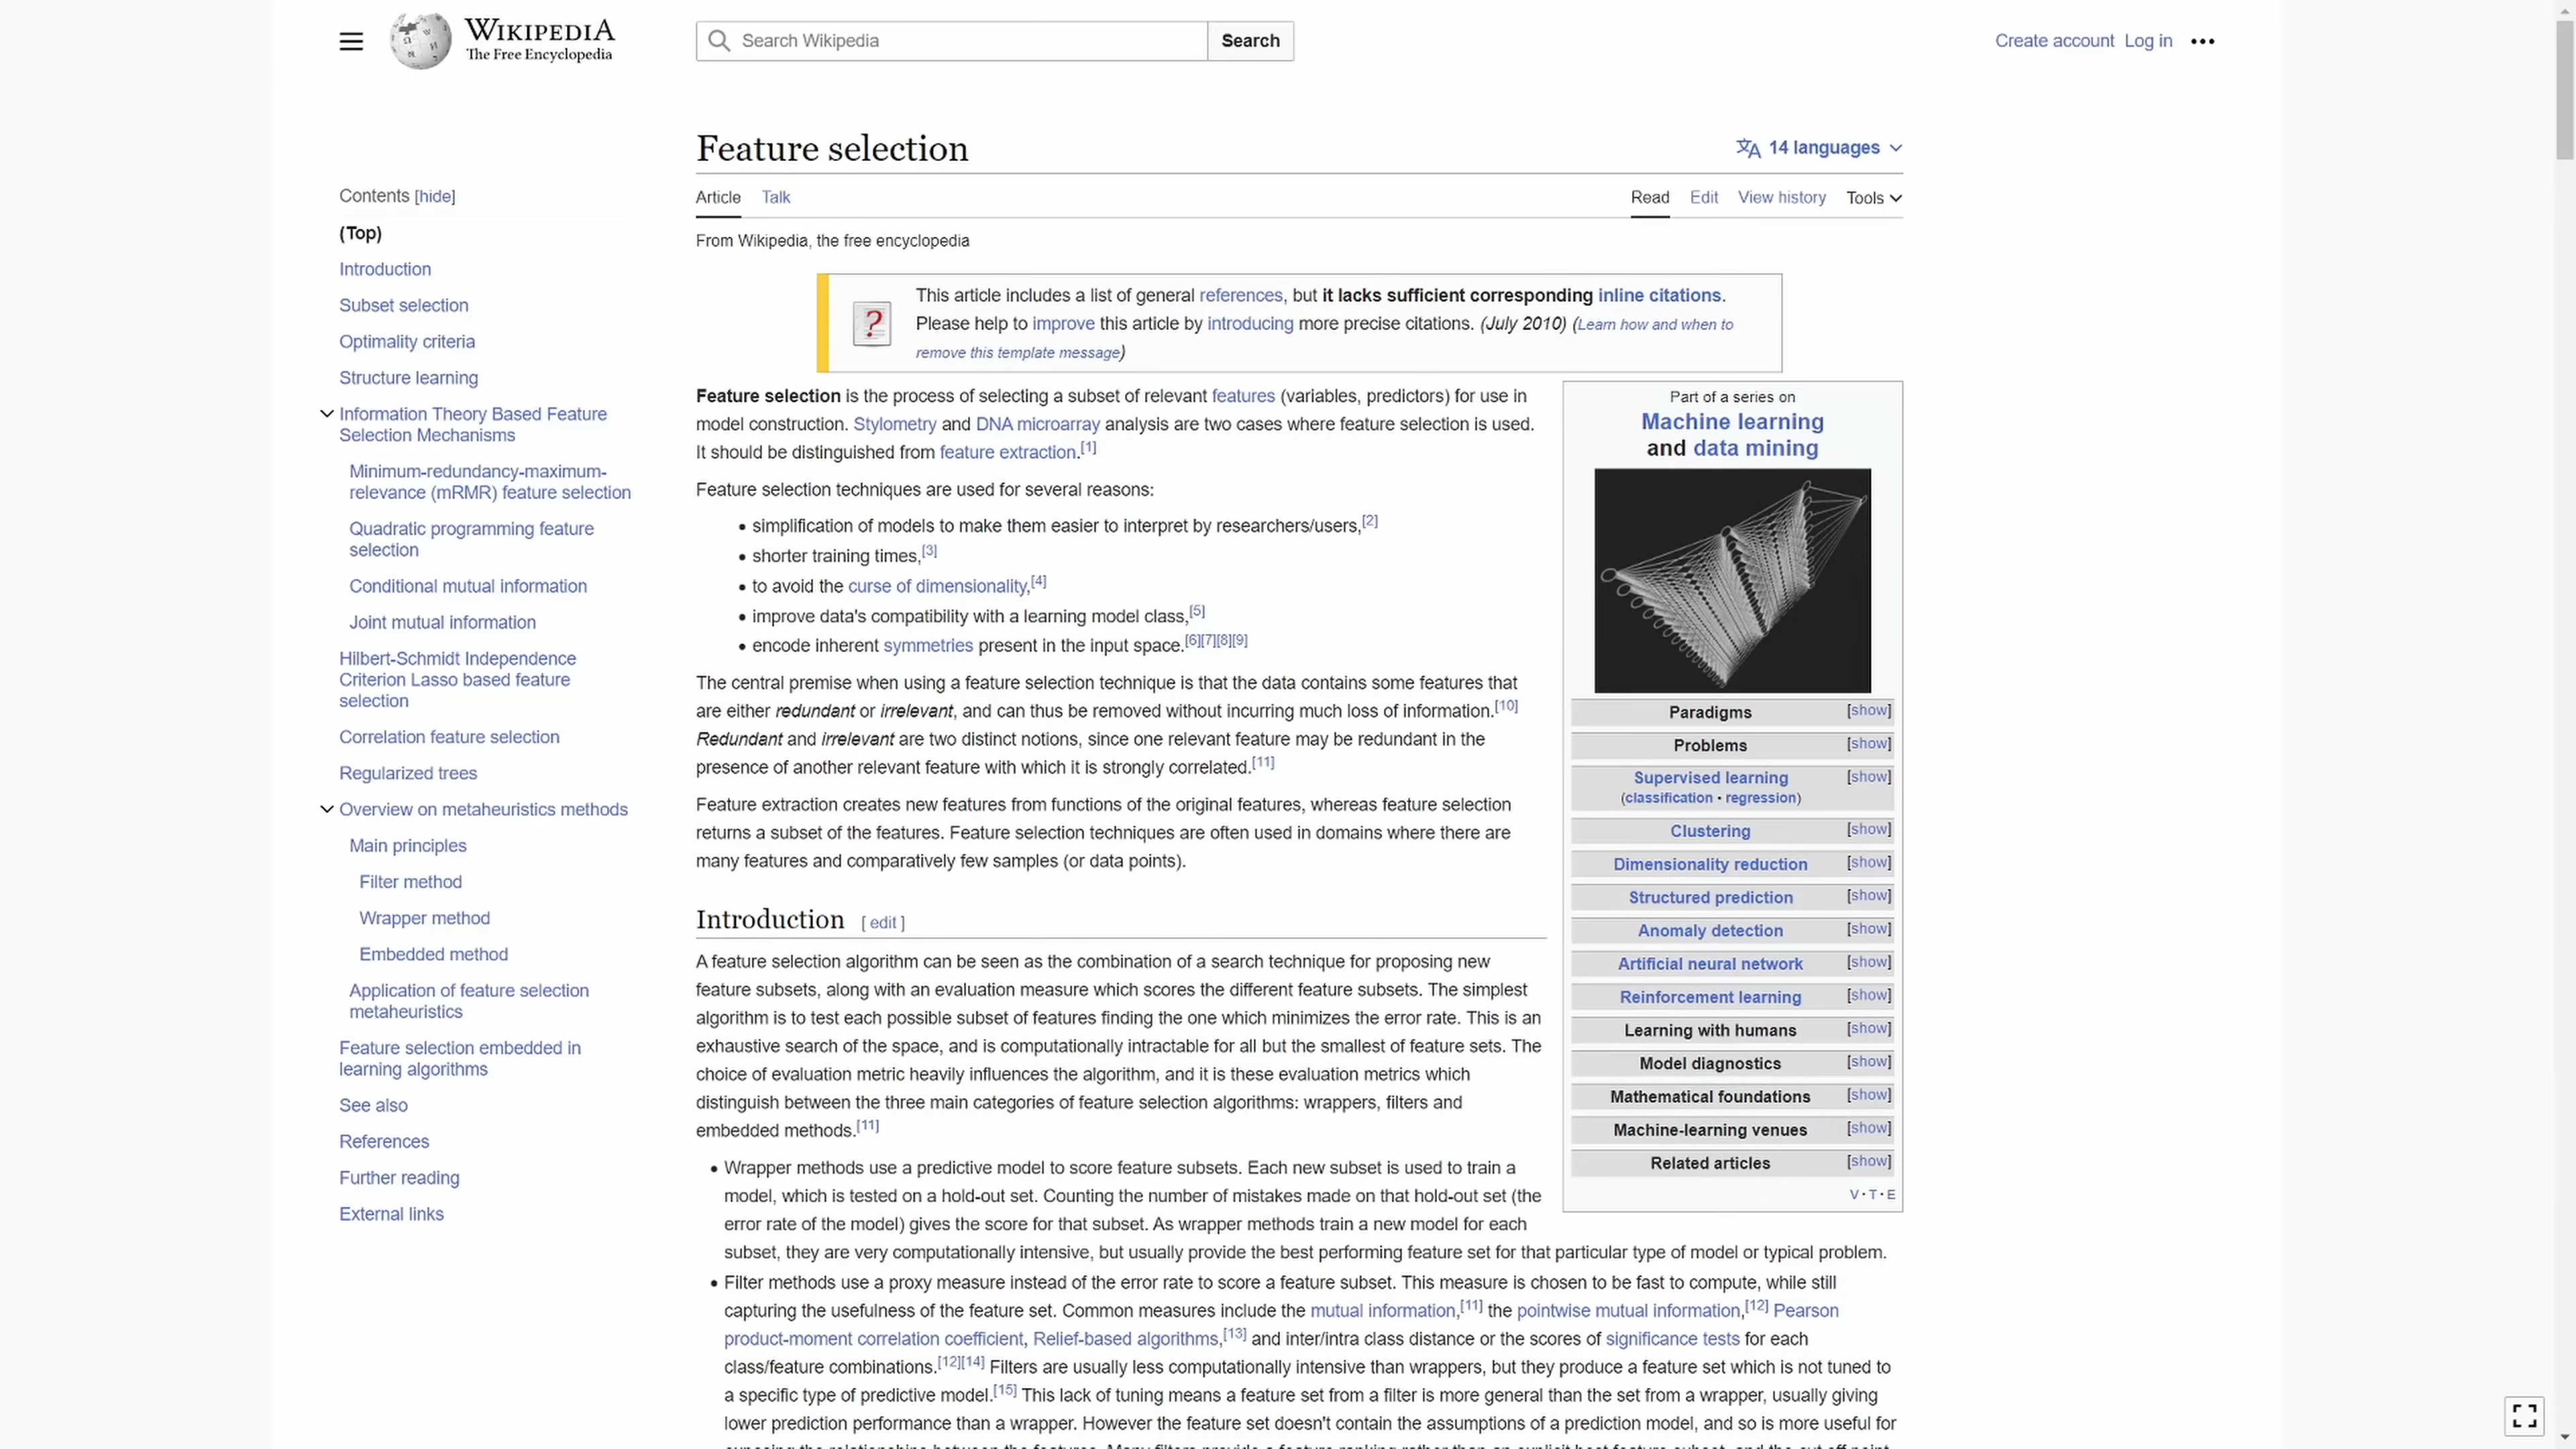 WIKIPEDIA
The Free Encyclopedia
Search Wikipedia
Search
Create account Log in
Contents [hide]
(Top)
Introduction
Subset selection
Optimality criteria
Structure learning
Information Theory Based Feature
Selection Mechanisms
Minimum-redundancy-maximum-
relevance (mRMR) feature selection
Quadratic programming feature
selection
Conditional mutual information
Joint mutual information
Hilbert-Schmidt Independence
Criterion Lasso based feature
selection
Correlation feature selection
Regularized trees
Overview on metaheuristics methods
Main principles
Filter method
Wrapper method
Embedded method
Application of feature selection
metaheuristics
Feature selection embedded in
learning algorithms
See also
References
Further reading
External links
Feature selection
14 languages
Article Talk
Read Edit View history Tools
From Wikipedia, the free encyclopedia
This article includes a list of general references, but it lacks sufficient corresponding inline citations.
Please help to improve this article by introducing more precise citations. (July 2010) (Learn how and when to
remove this template message)
Feature selection is the process of selecting a subset of relevant features (variables, predictors) for use in
model construction. Stylometry and DNA microarray analysis are two cases where feature selection is used.
It should be distinguished from feature extraction.[1]
Feature selection techniques are used for several reasons:
• simplification of models to make them easier to interpret by researchers/users,[2]
• shorter training times,[3]
• to avoid the curse of dimensionality,[4]
• improve data's compatibility with a learning model class,[5]
• encode inherent symmetries present in the input space.[6][7][8][9]
The central premise when using a feature selection technique is that the data contains some features that
are either redundant or irrelevant, and can thus be removed without incurring much loss of information.[10]
Redundant and irrelevant are two distinct notions, since one relevant feature may be redundant in the
presence of another relevant feature with which it is strongly correlated.[11]
Feature extraction creates new features from functions of the original features, whereas feature selection
returns a subset of the features. Feature selection techniques are often used in domains where there are
many features and comparatively few samples (or data points).
Introduction [ edit ]
A feature selection algorithm can be seen as the combination of a search technique for proposing new
feature subsets, along with an evaluation measure which scores the different feature subsets. The simplest
algorithm is to test each possible subset of features finding the one which minimizes the error rate. This is an
exhaustive search of the space, and is computationally intractable for all but the smallest of feature sets. The
choice of evaluation metric heavily influences the algorithm, and it is these evaluation metrics which
distinguish between the three main categories of feature selection algorithms: wrappers, filters and
embedded methods.[11]
• Wrapper methods use a predictive model to score feature subsets. Each new subset is used to train a
model, which is tested on a hold-out set. Counting the number of mistakes made on that hold-out set (the
error rate of the model) gives the score for that subset. As wrapper methods train a new model for each
subset, they are very computationally intensive, but usually provide the best performing feature set for that particular type of model or typical problem.
• Filter methods use a proxy measure instead of the error rate to score a feature subset. This measure is chosen to be fast to compute, while still
capturing the usefulness of the feature set. Common measures include the mutual information,[11] the pointwise mutual information,[12] Pearson
product-moment correlation coefficient, Relief-based algorithms,[13] and inter/intra class distance or the scores of significance tests for each
class/feature combinations.[12][14] Filters are usually less computationally intensive than wrappers, but they produce a feature set which is not tuned to
a specific type of predictive model.[15] This lack of tuning means a feature set from a filter is more general than the set from a wrapper, usually giving
lower prediction performance than a wrapper. However the feature set doesn't contain the assumptions of a prediction model, and so is more useful for
Part of a series on
Machine learning
and data mining
Paradigms [show]
Problems [show]
Supervised learning [show]
(classification • regression)
Clustering [show]
Dimensionality reduction [show]
Structured prediction [show]
Anomaly detection [show]
Artificial neural network [show]
Reinforcement learning [show]
Learning with humans [show]
Model diagnostics [show]
Mathematical foundations [show]
Machine-learning venues [show]
Related articles [show]
V • T • E